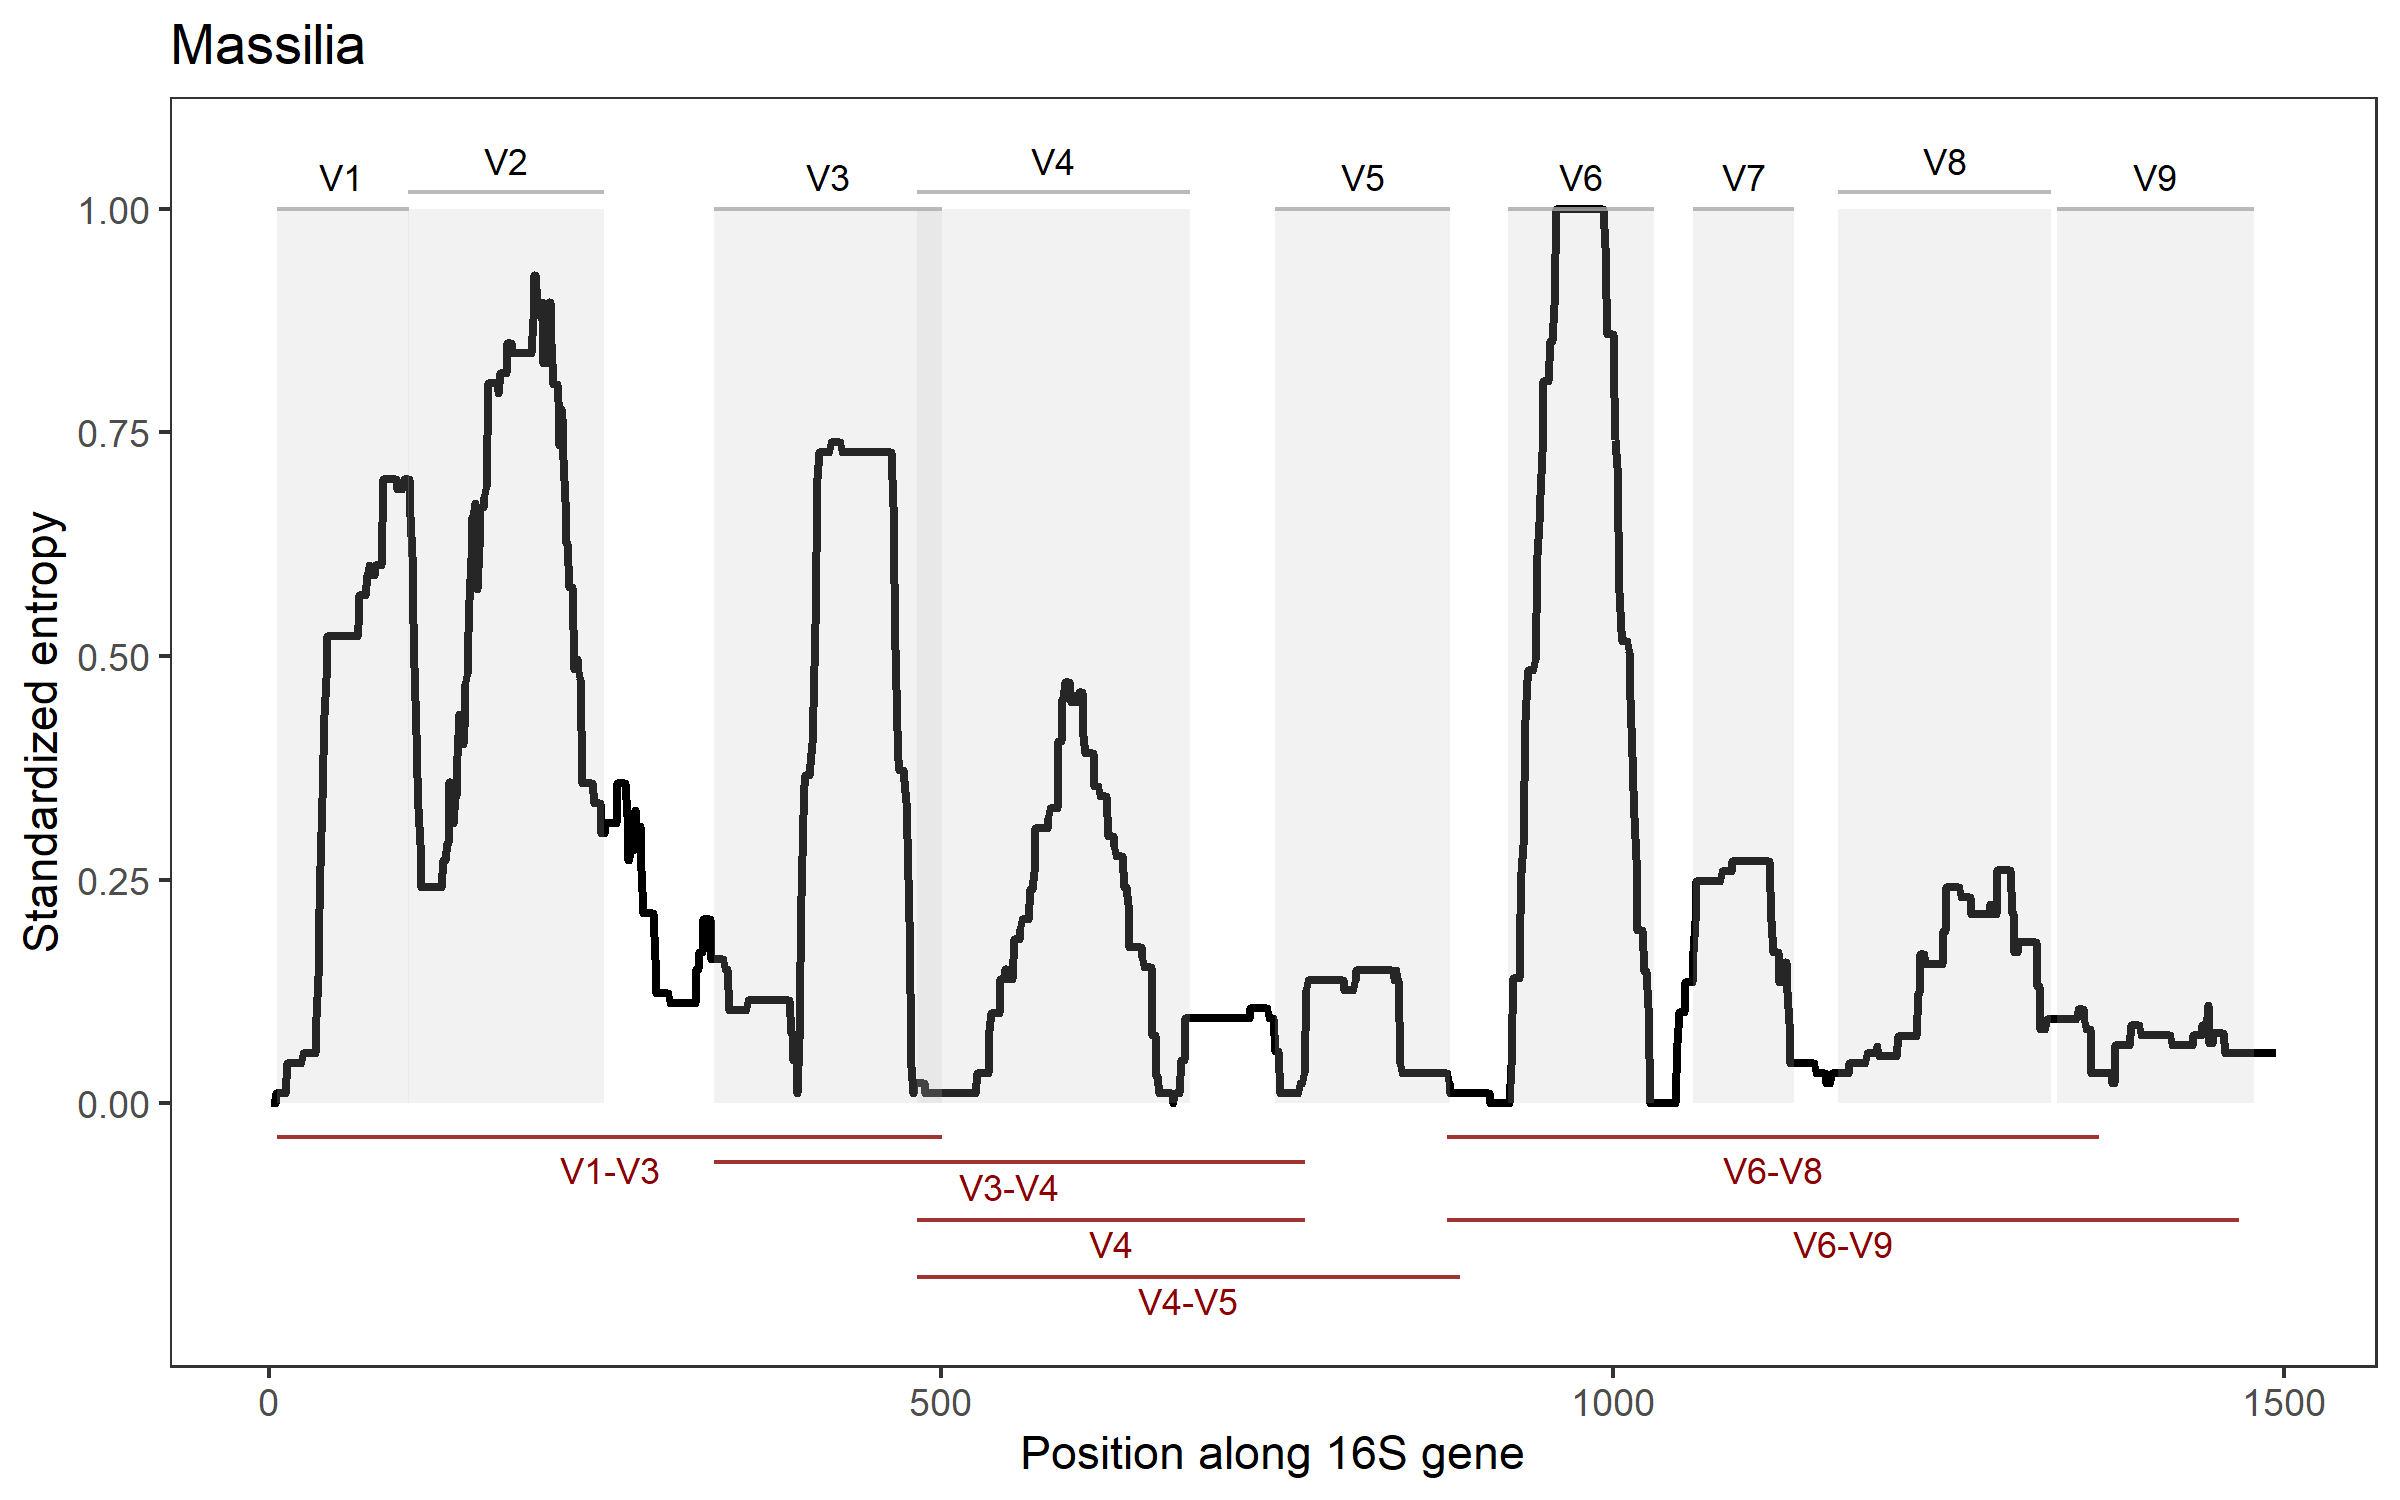 Massilia
V1
V2
V3
V4
V5
V6
V7
V8
V9
Standardized entropy
1.00
0.75
0.50
0.25
0.00
V1-V3
V3-V4
V4
V4-V5
V6-V8
V6-V9
0
500
1000
1500
Position along 16S gene